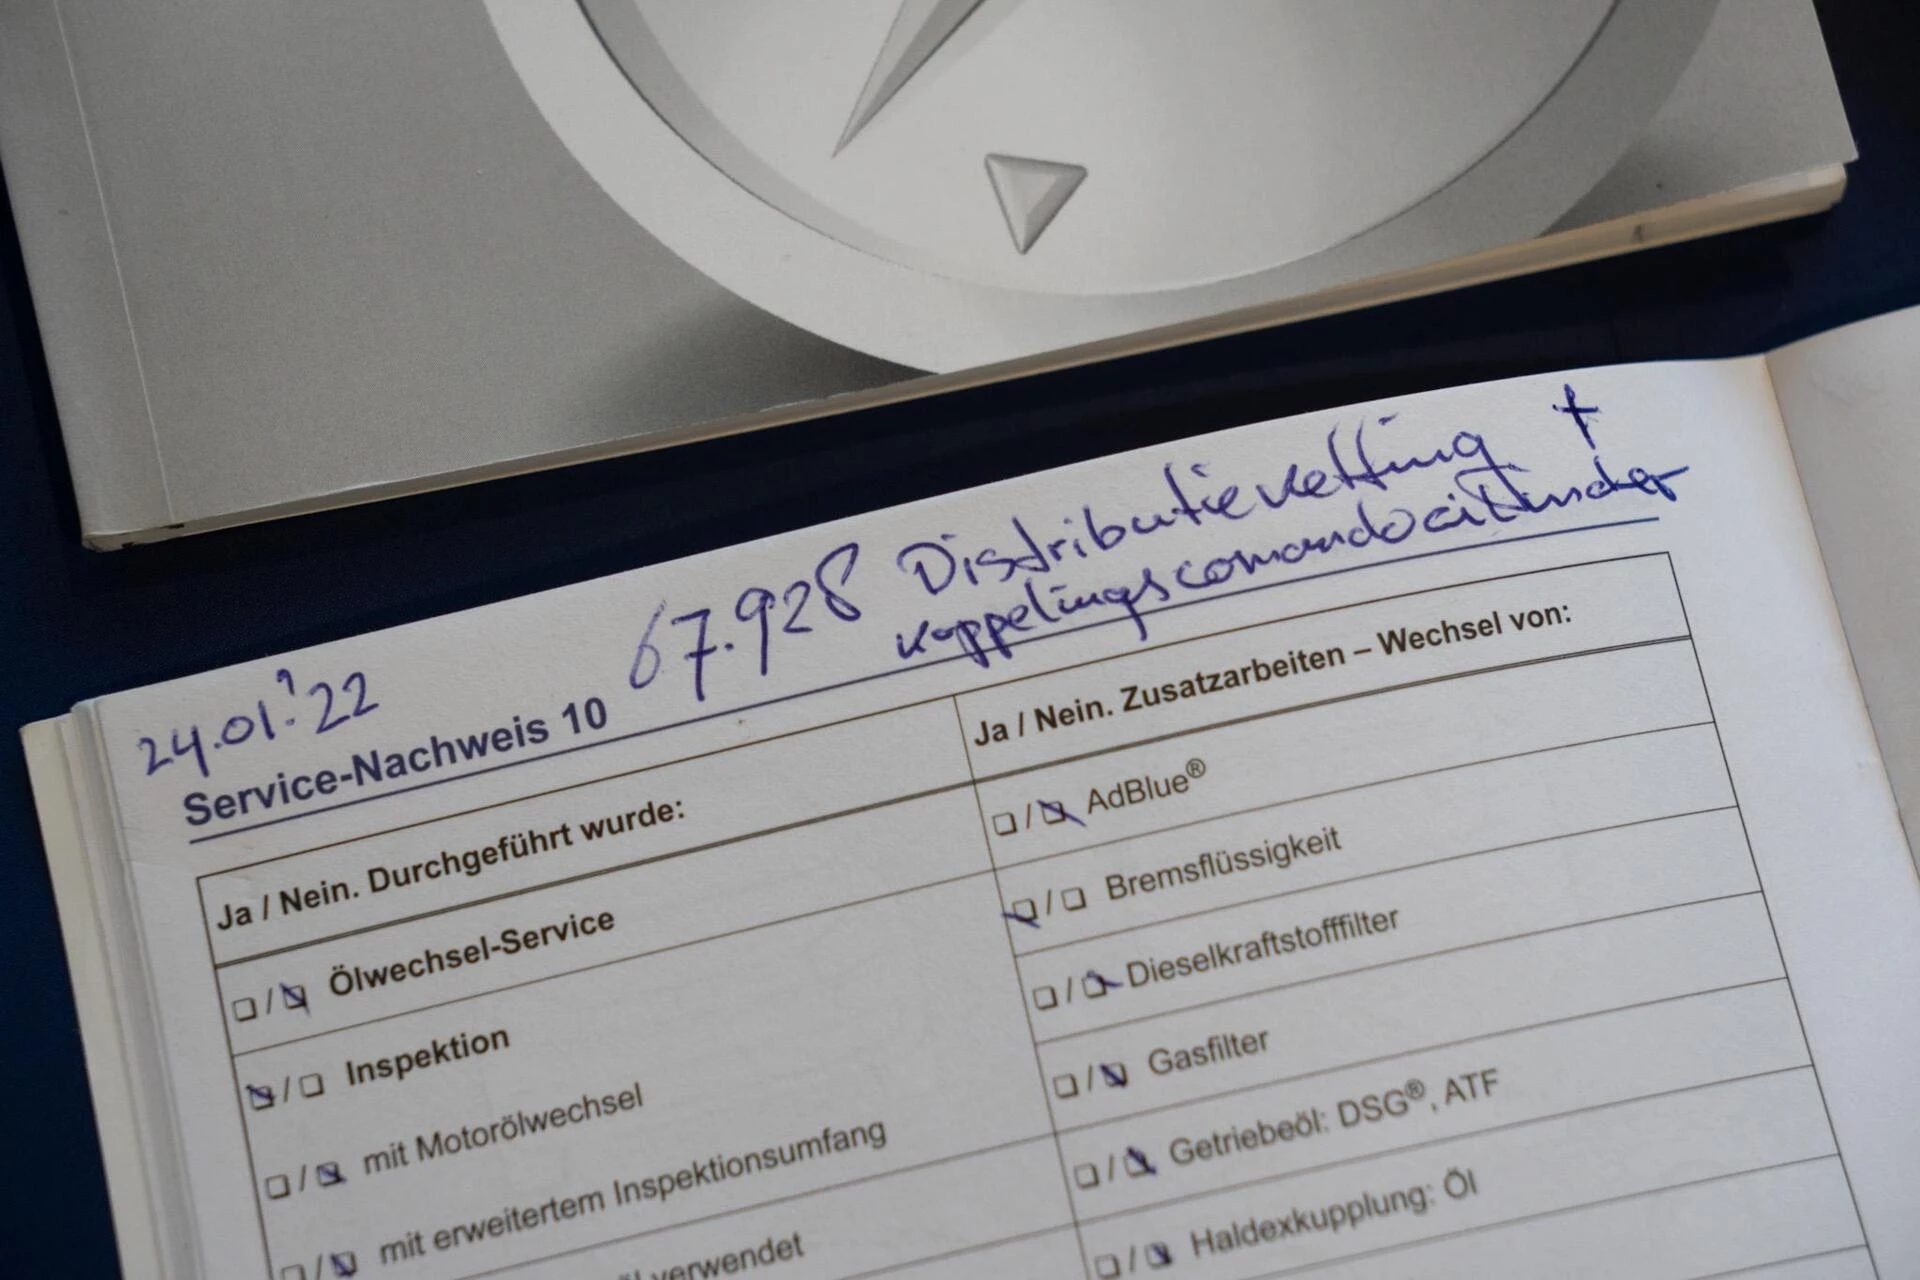 24.01.'22 67.928 Distributieketting +
koppelingscomandocilinder
Service-Nachweis 10
Ja / Nein. Durchgeführt wurde:
☐ / ☒ Ölwechsel-Service
☒ / ☐ Inspektion
☐ / ☒ mit Motorölwechsel
☐ / ☒ mit erweitertem Inspektionsumfang
verwendet
Ja / Nein. Zusatzarbeiten – Wechsel von:
☐ / ☒ AdBlue®
☒ / ☐ Bremsflüssigkeit
☐ / ☒ Dieselkraftstofffilter
☐ / ☒ Gasfilter
☐ / ☒ Getriebeöl: DSG®, ATF
☐ / ☒ Haldexkupplung: Öl